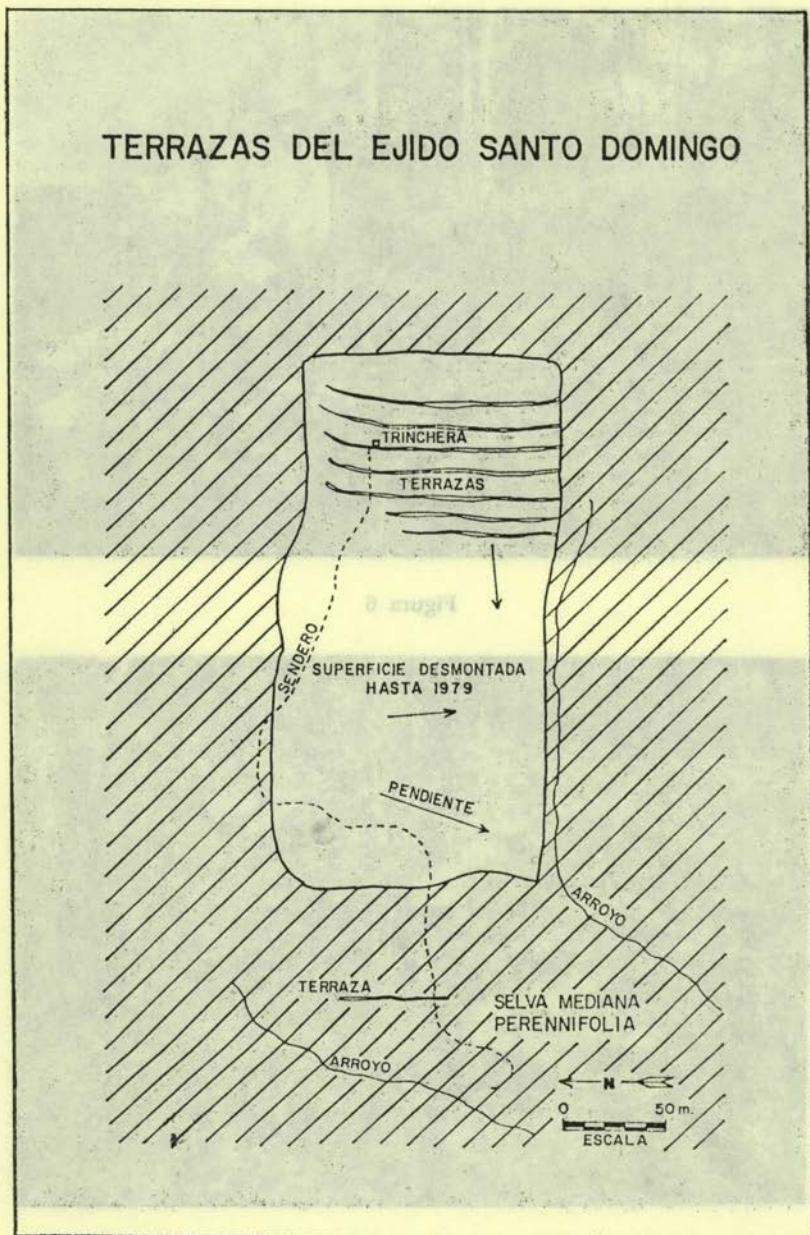 TERRAZAS DEL EJIDO SANTO DOMINGO
TRINCHERA
TERRAZAS
Figura 6
SENDERO
SUPERFICIE DESMONTADA
HASTA 1979
PENDIENTE
ARROYO
TERRAZA
SELVA MEDIANA
PERENNIFOLIA
ARROYO
N
0 50 m.
ESCALA